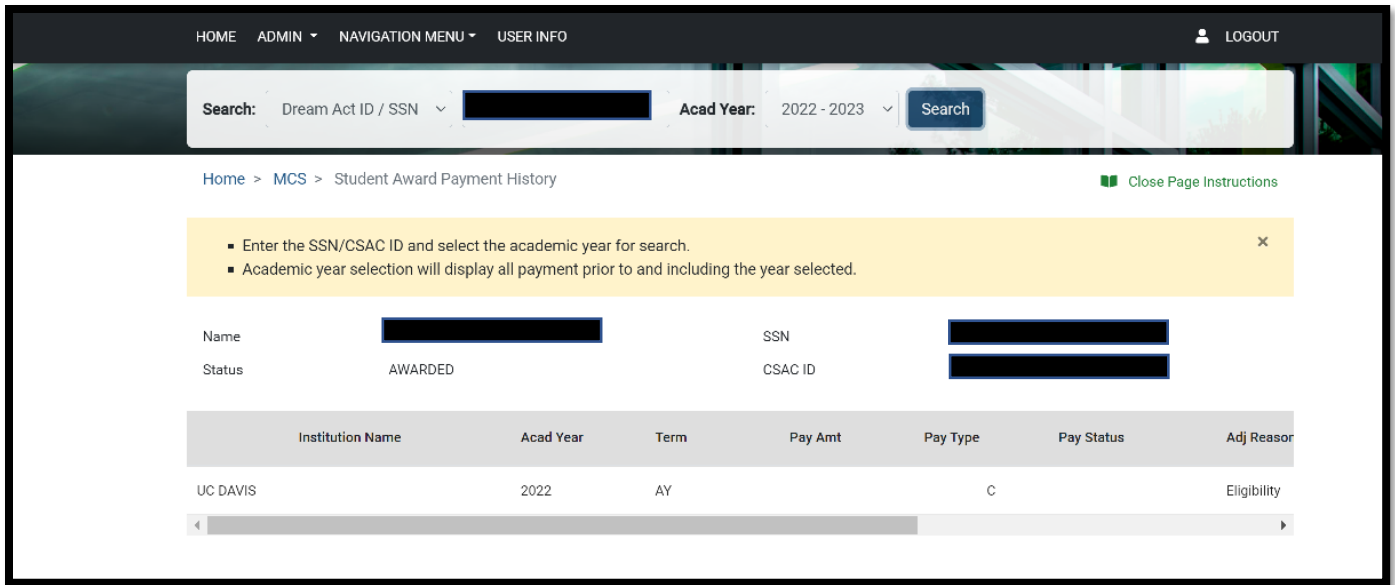 HOME ADMIN NAVIGATION MENU USER INFO LOGOUT
Search: Dream Act ID / SSN Acad Year: 2022 - 2023 Search
Home > MCS > Student Award Payment History Close Page Instructions
▪ Enter the SSN/CSAC ID and select the academic year for search. ×
▪ Academic year selection will display all payment prior to and including the year selected.
Name SSN
Status AWARDED CSAC ID
Institution Name Acad Year Term Pay Amt Pay Type Pay Status Adj Reason
UC DAVIS 2022 AY C Eligibility